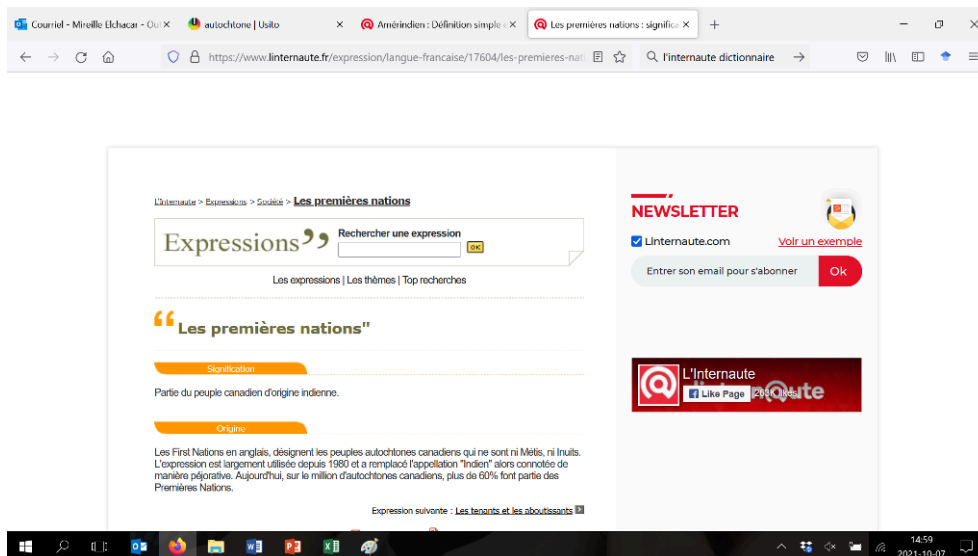 Courriel - Mireille Elchacar - Out
autochtone | Usito
Amérindien : Définition simple e
Les premières nations : significa
https://www.linternaute.fr/expression/langue-francaise/17604/les-premieres-nati
l'internaute dictionnaire
L'Internaute > Expressions > Société > Les premières nations
Expressions
Rechercher une expression
OK
Les expressions | Les thèmes | Top recherches
Les premières nations"
Signification
Partie du peuple canadien d'origine indienne.
Origine
Les First Nations en anglais, désignent les peuples autochtones canadiens qui ne sont ni Métis, ni Inuits.
L'expression est largement utilisée depuis 1980 et a remplacé l'appellation "Indien" alors connotée de
manière péjorative. Aujourd'hui, sur le million d'autochtones canadiens, plus de 60% font partie des
Premières Nations.
Expression suivante : Les tenants et les aboutissants
NEWSLETTER
Linternaute.com
Voir un exemple
Entrer son email pour s'abonner
Ok
L'Internaute
Like Page
likes
14:59
2021-10-07